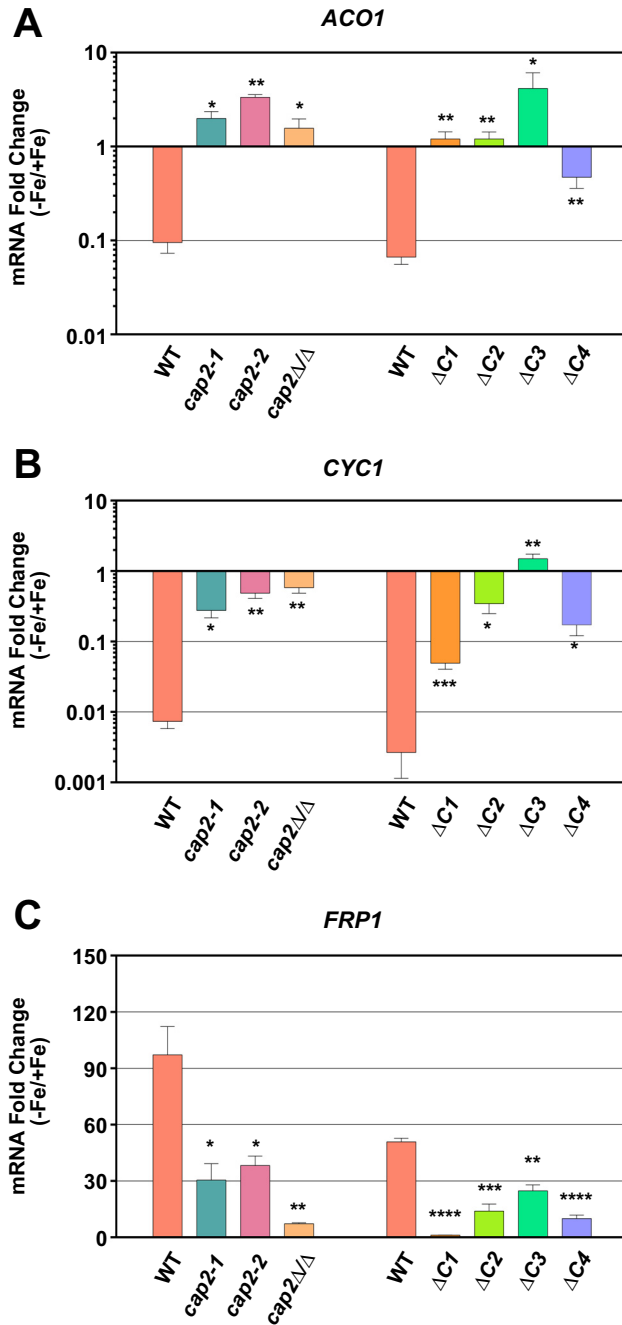 A
ACO1
mRNA Fold Change
(-Fe/+Fe)
10
1
0.1
0.01
* ** * ** ** * **
WT cap2-1 cap2-2 cap2Δ/Δ WT ΔC1 ΔC2 ΔC3 ΔC4
B
CYC1
mRNA Fold Change
(-Fe/+Fe)
10
1
0.1
0.01
0.001
* ** ** *** * ** *
WT cap2-1 cap2-2 cap2Δ/Δ WT ΔC1 ΔC2 ΔC3 ΔC4
C
FRP1
mRNA Fold Change
(-Fe/+Fe)
150
120
90
60
30
0
* * ** **** *** ** ****
WT cap2-1 cap2-2 cap2Δ/Δ WT ΔC1 ΔC2 ΔC3 ΔC4